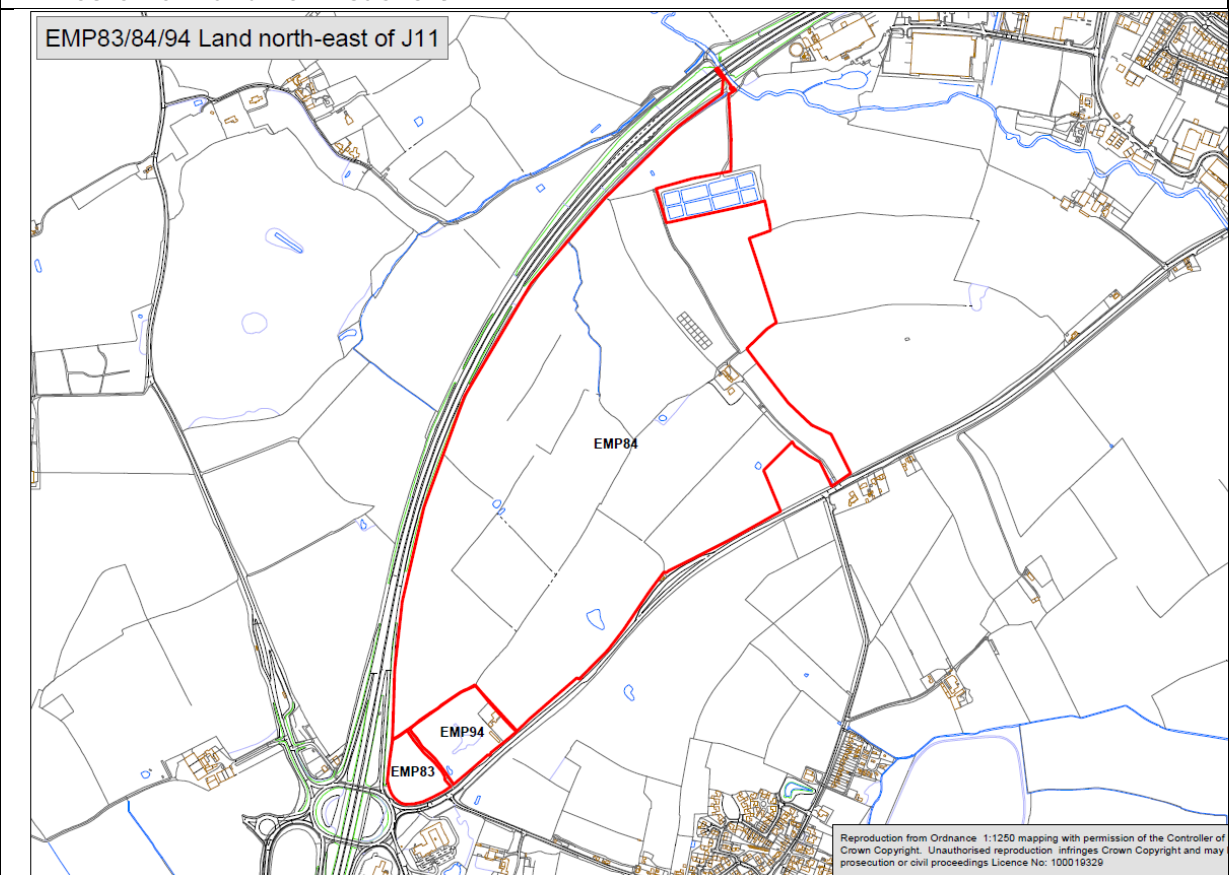 EMP83/84/94 Land north-east of J11
EMP84
EMP94
EMP83
Reproduction from Ordnance 1:1250 mapping with permission of the Controller of
Crown Copyright. Unauthorised reproduction infringes Crown Copyright and may
prosecution or civil proceedings Licence No: 100019329